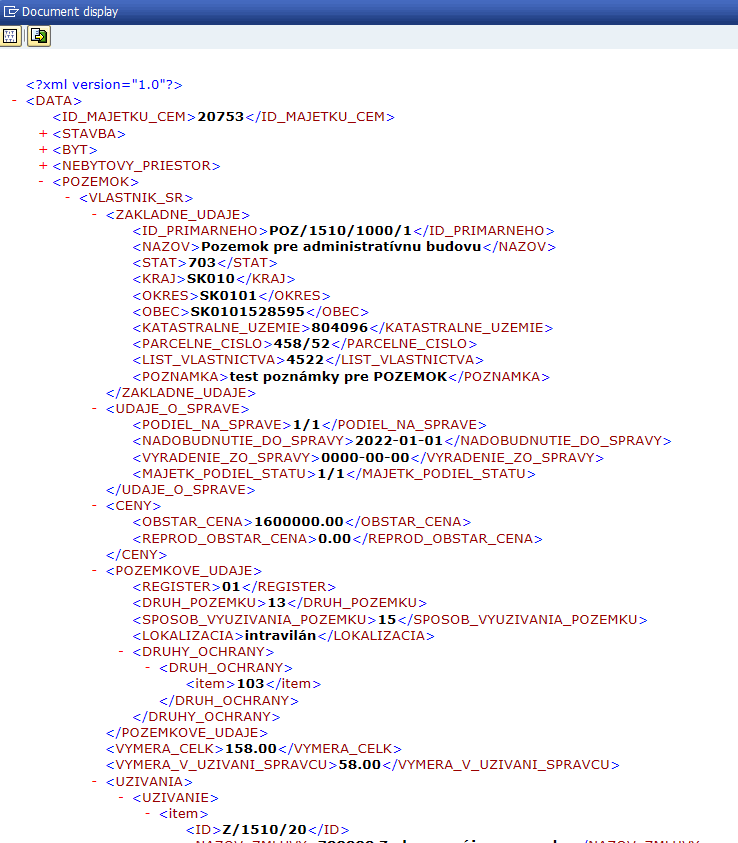 Document display
<?xml version="1.0"?>
- <DATA>
<ID_MAJETKU_CEM>20753</ID_MAJETKU_CEM>
+ <STAVBA>
+ <BYT>
+ <NEBYTOVY_PRIESTOR>
- <POZEMOK>
- <VLASTNIK_SR>
- <ZAKLADNE_UDAJE>
<ID_PRIMARNEHO>POZ/1510/1000/1</ID_PRIMARNEHO>
<NAZOV>Pozemok pre administratívnu budovu</NAZOV>
<STAT>703</STAT>
<KRAJ>SK010</KRAJ>
<OKRES>SK0101</OKRES>
<OBEC>SK0101528595</OBEC>
<KATASTRALNE_UZEMIE>804096</KATASTRALNE_UZEMIE>
<PARCELNE_CISLO>458/52</PARCELNE_CISLO>
<LIST_VLASTNICTVA>4522</LIST_VLASTNICTVA>
<POZNAMKA>test poznámky pre POZEMOK</POZNAMKA>
</ZAKLADNE_UDAJE>
- <UDAJE_O_SPRAVE>
<PODIEL_NA_SPRAVE>1/1</PODIEL_NA_SPRAVE>
<NADOBUDNUTIE_DO_SPRAVY>2022-01-01</NADOBUDNUTIE_DO_SPRAVY>
<VYRADENIE_ZO_SPRAVY>0000-00-00</VYRADENIE_ZO_SPRAVY>
<MAJETK_PODIEL_STATU>1/1</MAJETK_PODIEL_STATU>
</UDAJE_O_SPRAVE>
- <CENY>
<OBSTAR_CENA>1600000.00</OBSTAR_CENA>
<REPROD_OBSTAR_CENA>0.00</REPROD_OBSTAR_CENA>
</CENY>
- <POZEMKOVE_UDAJE>
<REGISTER>01</REGISTER>
<DRUH_POZEMKU>13</DRUH_POZEMKU>
<SPOSOB_VYUZIVANIA_POZEMKU>15</SPOSOB_VYUZIVANIA_POZEMKU>
<LOKALIZACIA>intravilán</LOKALIZACIA>
- <DRUHY_OCHRANY>
- <DRUH_OCHRANY>
<item>103</item>
</DRUH_OCHRANY>
</DRUHY_OCHRANY>
</POZEMKOVE_UDAJE>
<VYMERA_CELK>158.00</VYMERA_CELK>
<VYMERA_V_UZIVANI_SPRAVCU>58.00</VYMERA_V_UZIVANI_SPRAVCU>
- <UZIVANIA>
- <UZIVANIE>
- <item>
<ID>Z/1510/20</ID>